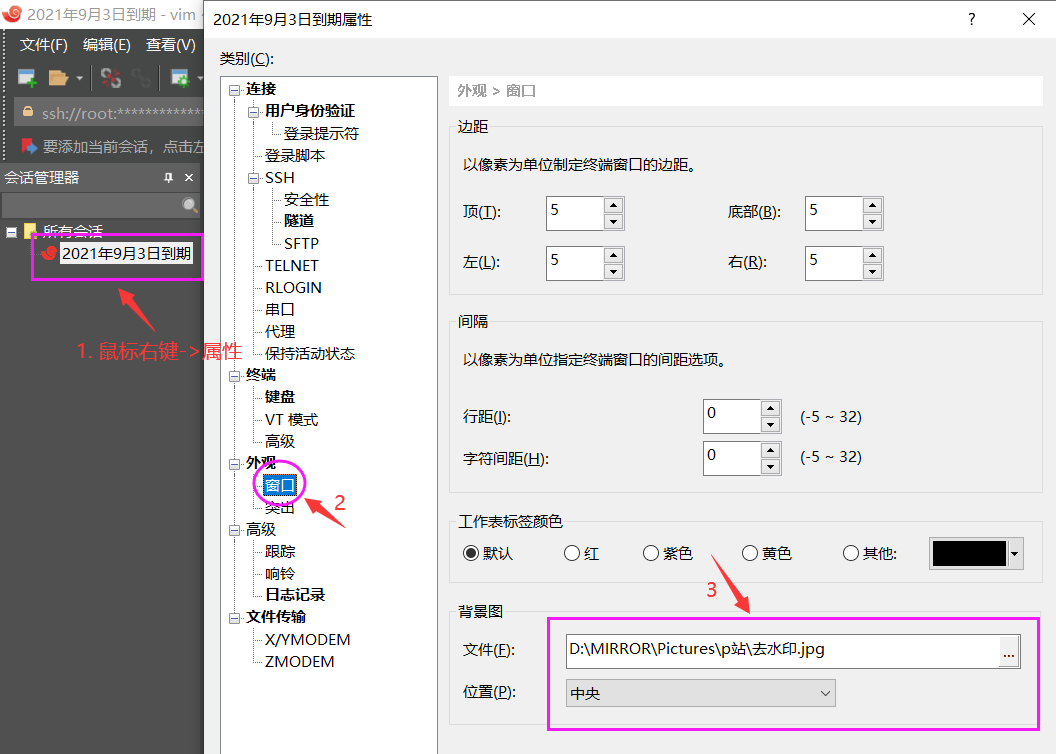 2021年9月3日到期 - vim
文件(F) 编辑(E) 查看(V)
ssh://root:************
要添加当前会话，点击左
会话管理器
所有会话
2021年9月3日到期
1. 鼠标右键->属性
2021年9月3日到期属性
?
类别(C):
连接
用户身份验证
登录提示符
登录脚本
SSH
安全性
隧道
SFTP
TELNET
RLOGIN
串口
代理
保持活动状态
终端
键盘
VT 模式
高级
外观
窗口
2
突出
高级
跟踪
响铃
日志记录
文件传输
X/YMODEM
ZMODEM
外观 > 窗口
边距
以像素为单位制定终端窗口的边距。
顶(T): 5 底部(B): 5
左(L): 5 右(R): 5
间隔
以像素为单位指定终端窗口的间距选项。
行距(I): 0 (-5 ~ 32)
字符间距(H): 0 (-5 ~ 32)
工作表标签颜色
默认 红 紫色 黄色 其他:
3
背景图
文件(F): D:\MIRROR\Pictures\p站\去水印.jpg ...
位置(P): 中央